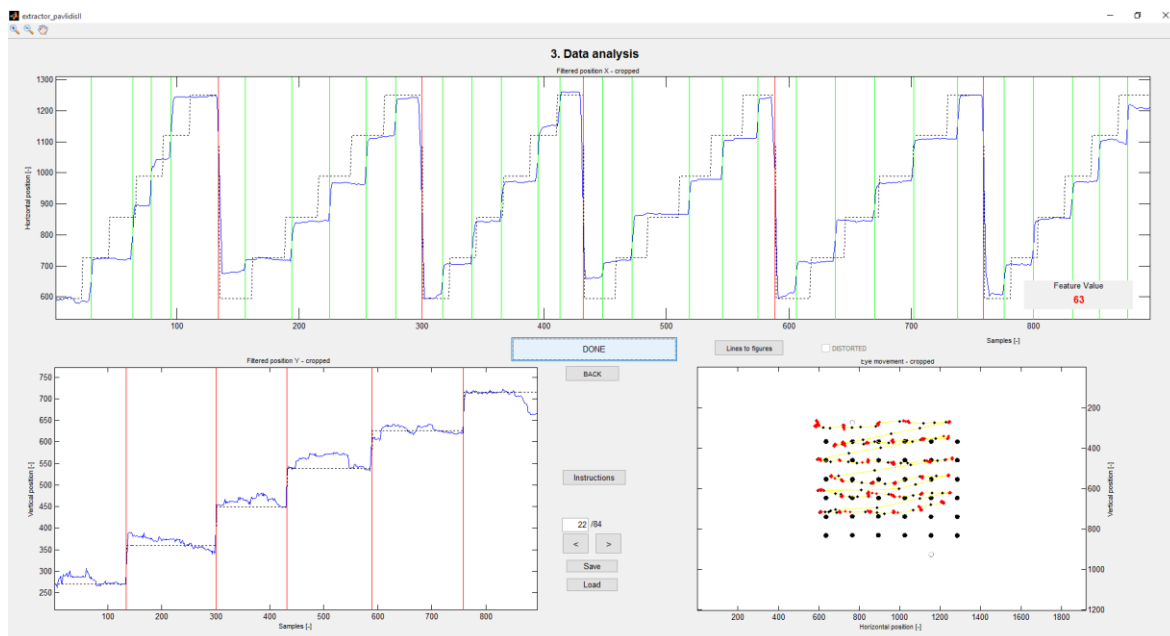 extractor_pavlidisII
3. Data analysis
Filtered position X - cropped
Horizontal position [-]
1300
1200
1100
1000
900
800
700
600
100
200
300
400
500
600
700
800
Samples [-]
Feature Value
63
DONE
Lines to figures
DISTORTED
BACK
Instructions
22 /84
< >
Save
Load
Filtered position Y - cropped
Vertical position [-]
750
700
650
600
550
500
450
400
350
300
250
100
200
300
400
500
600
700
800
Samples [-]
Eye movement - cropped
200
400
600
800
1000
1200
Vertical position [-]
200
400
600
800
1000
1200
1400
1600
1800
Horizontal position [-]